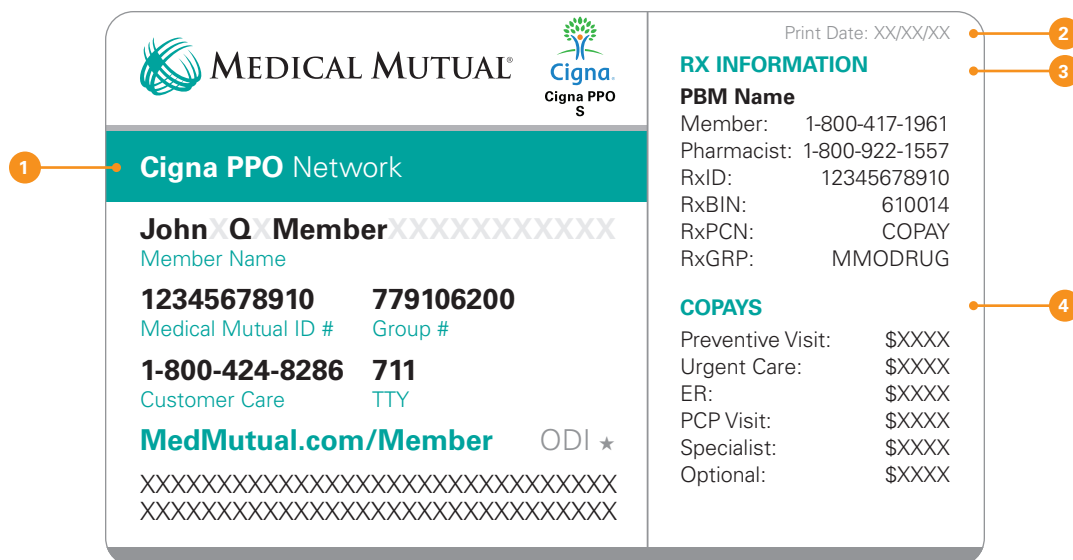 MEDICAL MUTUAL®
Cigna.
Cigna PPO
S
1
Cigna PPO Network
JohnXQXMemberXXXXXXXXXXX
Member Name
12345678910 779106200
Medical Mutual ID # Group #
1-800-424-8286 711
Customer Care TTY
MedMutual.com/Member ODI ★
XXXXXXXXXXXXXXXXXXXXXXXXXXXXXXX
XXXXXXXXXXXXXXXXXXXXXXXXXXXXXXX
Print Date: XX/XX/XX
2
RX INFORMATION
3
PBM Name
Member: 1-800-417-1961
Pharmacist: 1-800-922-1557
RxID: 12345678910
RxBIN: 610014
RxPCN: COPAY
RxGRP: MMODRUG
COPAYS
4
Preventive Visit: $XXXX
Urgent Care: $XXXX
ER: $XXXX
PCP Visit: $XXXX
Specialist: $XXXX
Optional: $XXXX